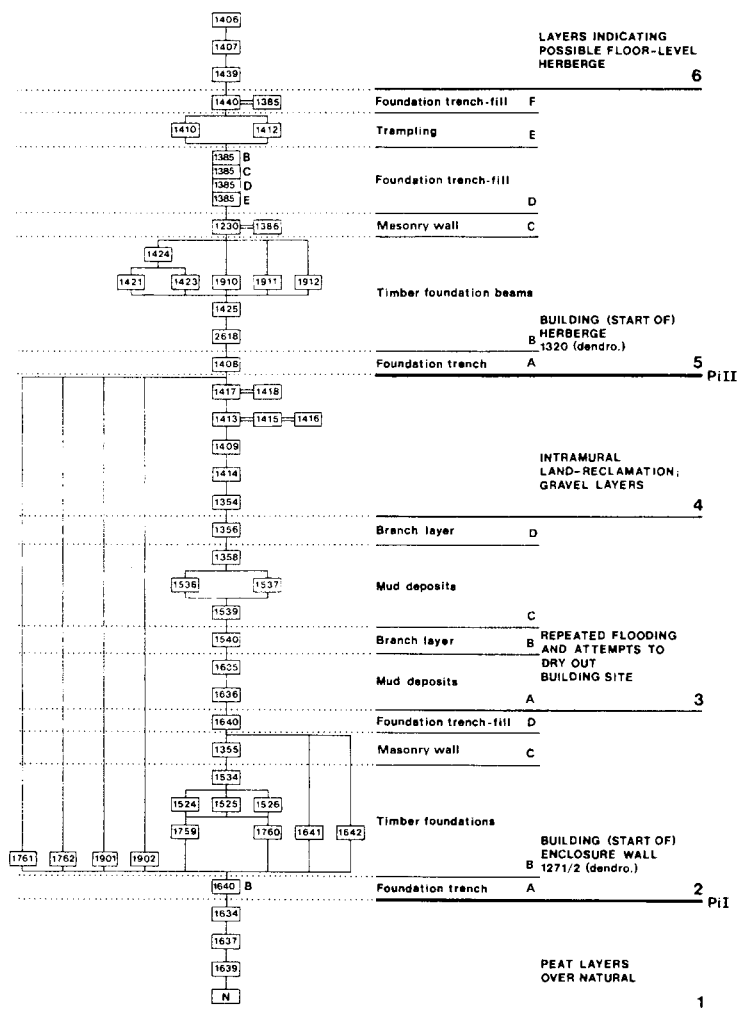 1406
1407
1439
LAYERS INDICATING
POSSIBLE FLOOR-LEVEL
HERBERGE
6
1440 1385
Foundation trench-fill F
1410 1412
Trampling E
1385 B
1385 C
1385 D
1385 E
Foundation trench-fill
D
1230 1386
Masonry wall C
1424
1421 1423 1910 1911 1912
Timber foundation beams
1425
2618
BUILDING (START OF)
HERBERGE
B 1320 (dendro.)
1408
Foundation trench A
5
PiII
1417 1418
1413 1415 1416
1409
1414
1354
INTRAMURAL
LAND-RECLAMATION;
GRAVEL LAYERS
4
1356
Branch layer D
1358
1536 1537
Mud deposits
1539
C
1540
Branch layer B
REPEATED FLOODING
AND ATTEMPTS TO
DRY OUT
BUILDING SITE
1635
1636
Mud deposits
A
3
1640
Foundation trench-fill D
1355
Masonry wall C
1534
1524 1525 1526
1759 1760 1641 1642
Timber foundations
1761 1762 1901 1902
BUILDING (START OF)
ENCLOSURE WALL
B 1271/2 (dendro.)
1640 B
Foundation trench A
2
PiI
1634
1637
1639
N
PEAT LAYERS
OVER NATURAL
1